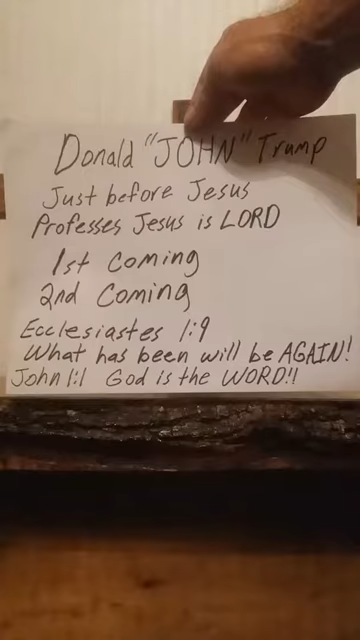 Donald "JOHN" Trump
Just before Jesus
Professes Jesus is LORD
1st Coming
2nd Coming
Ecclesiastes 1:9
What has been will be AGAIN!
John 1:1 God is the WORD!!